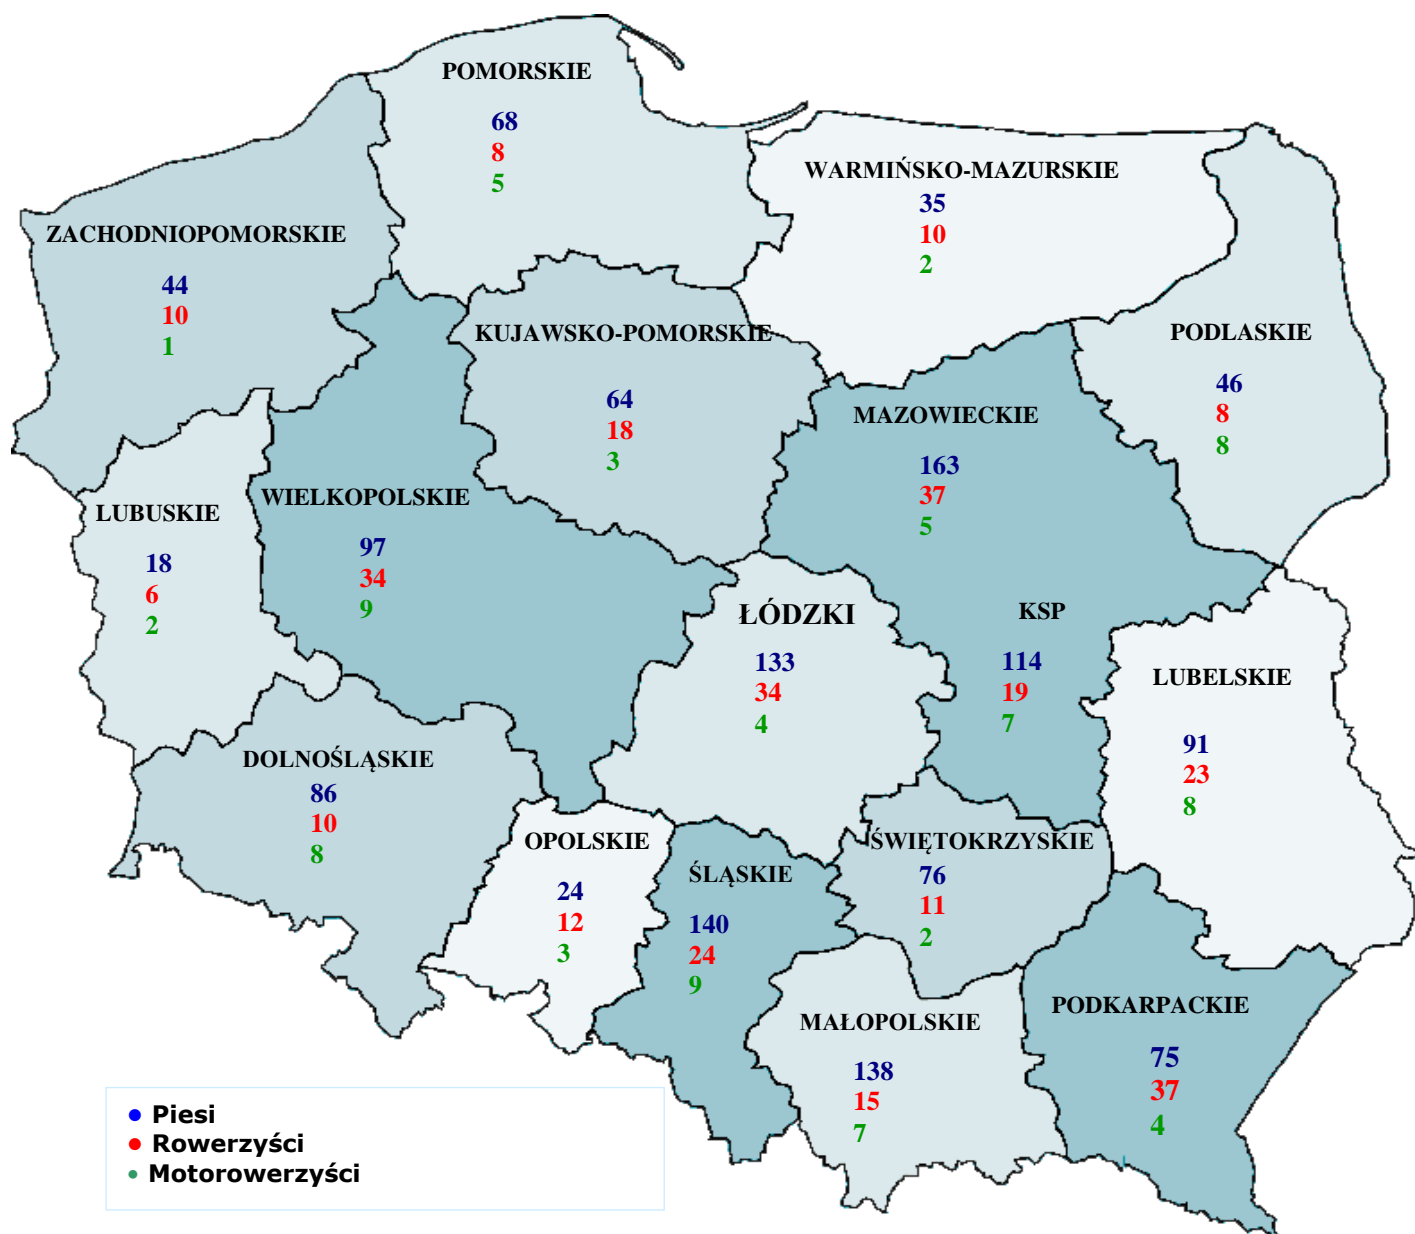 POMORSKIE
68
8
5
WARMIŃSKO-MAZURSKIE
35
10
2
ZACHODNIOPOMORSKIE
44
10
1
KUJAWSKO-POMORSKIE
64
18
3
PODLASKIE
46
8
8
MAZOWIECKIE
163
37
5
WIELKOPOLSKIE
97
34
9
LUBUSKIE
18
6
2
ŁÓDZKI
133
34
4
KSP
114
19
7
LUBELSKIE
91
23
8
DOLNOŚLĄSKIE
86
10
8
OPOLSKIE
24
12
3
ŚLĄSKIE
140
24
9
ŚWIĘTOKRZYSKIE
76
11
2
MAŁOPOLSKIE
138
15
7
PODKARPACKIE
75
37
4
Piesi
Rowerzyści
Motorowerzyści